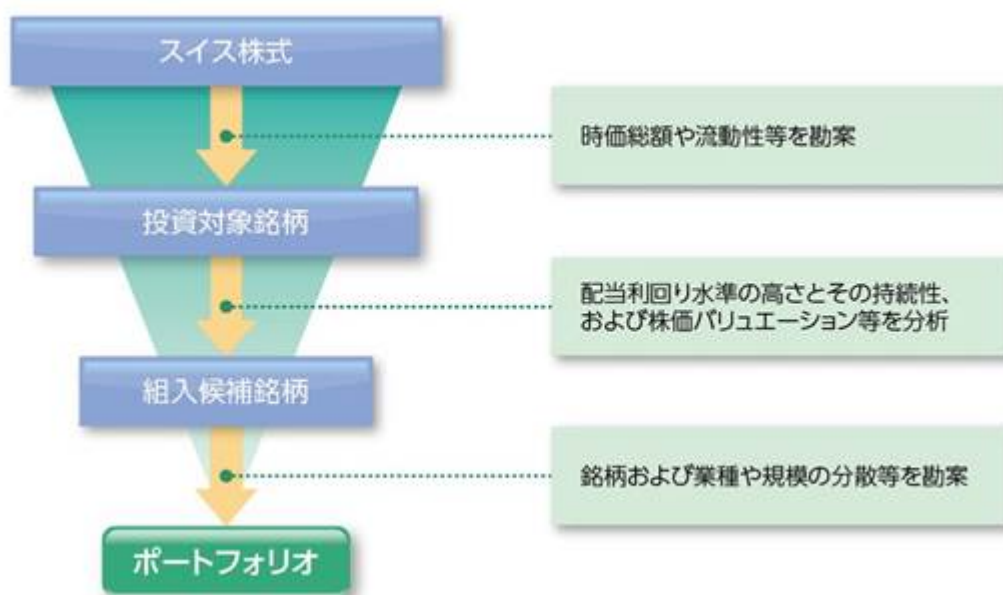 スイス株式
時価総額や流動性等を勘案
投資対象銘柄
配当利回り水準の高さとその持続性、
および株価バリュエーション等を分析
組入候補銘柄
銘柄および業種や規模の分散等を勘案
ポートフォリオ